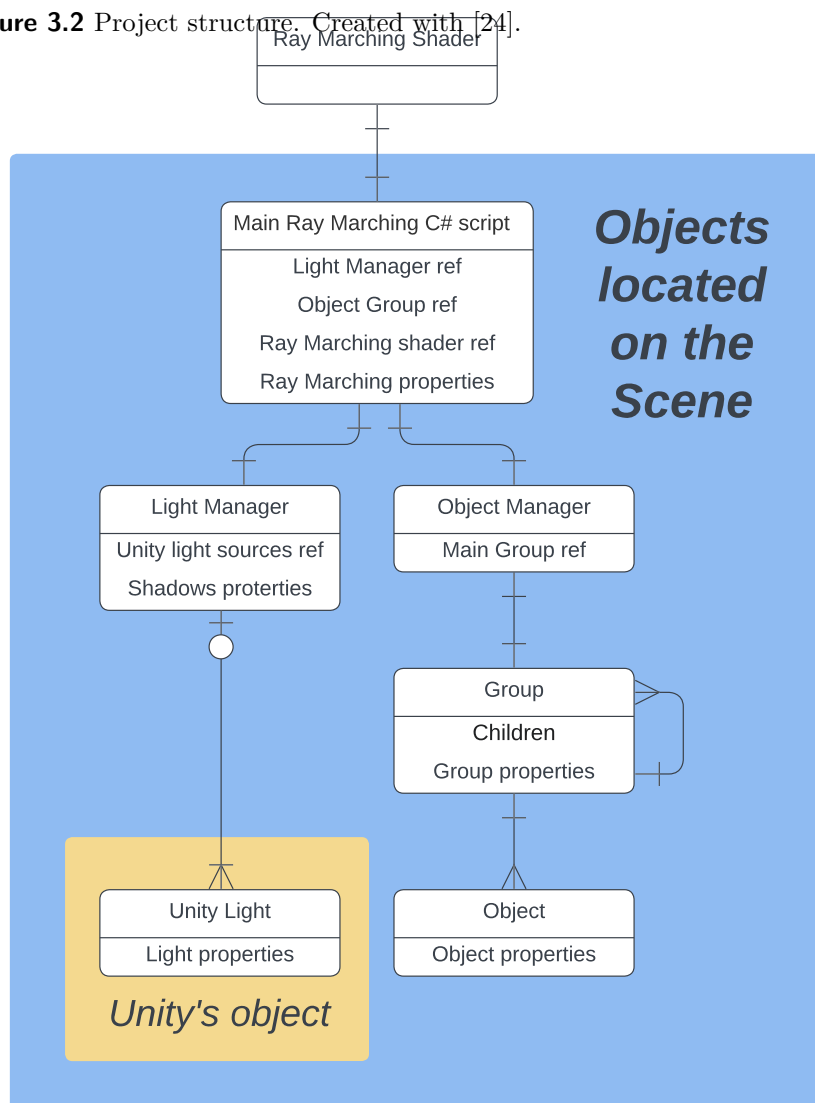 ure 3.2 Project structure. Created with [24].
Ray Marching Shader
Main Ray Marching C# script
Light Manager ref
Object Group ref
Ray Marching shader ref
Ray Marching properties
Objects
located
on the
Scene
Light Manager
Unity light sources ref
Shadows proterties
Object Manager
Main Group ref
Group
Children
Group properties
Unity Light
Light properties
Object
Object properties
Unity's object